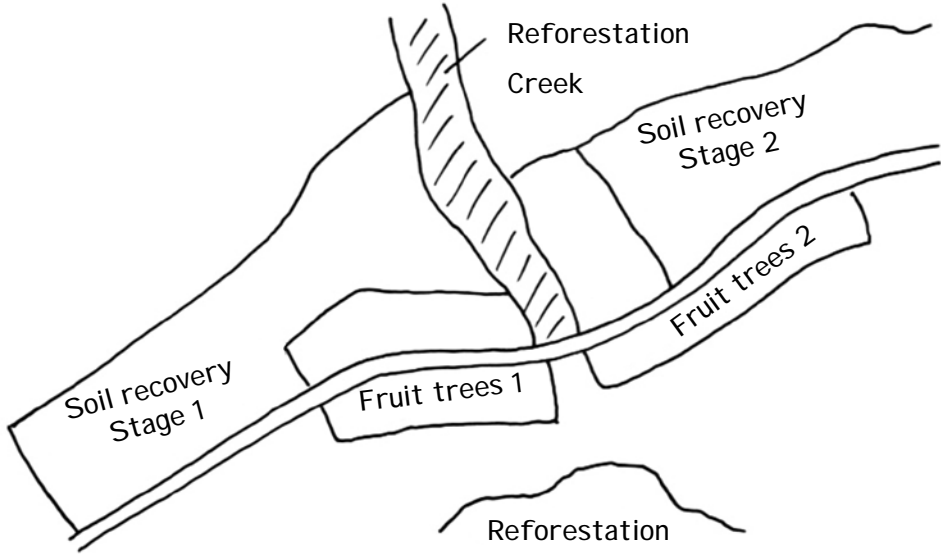 Reforestation
Creek
Soil recovery
Stage 2
Fruit trees 2
Soil recovery
Stage 1
Fruit trees 1
Reforestation